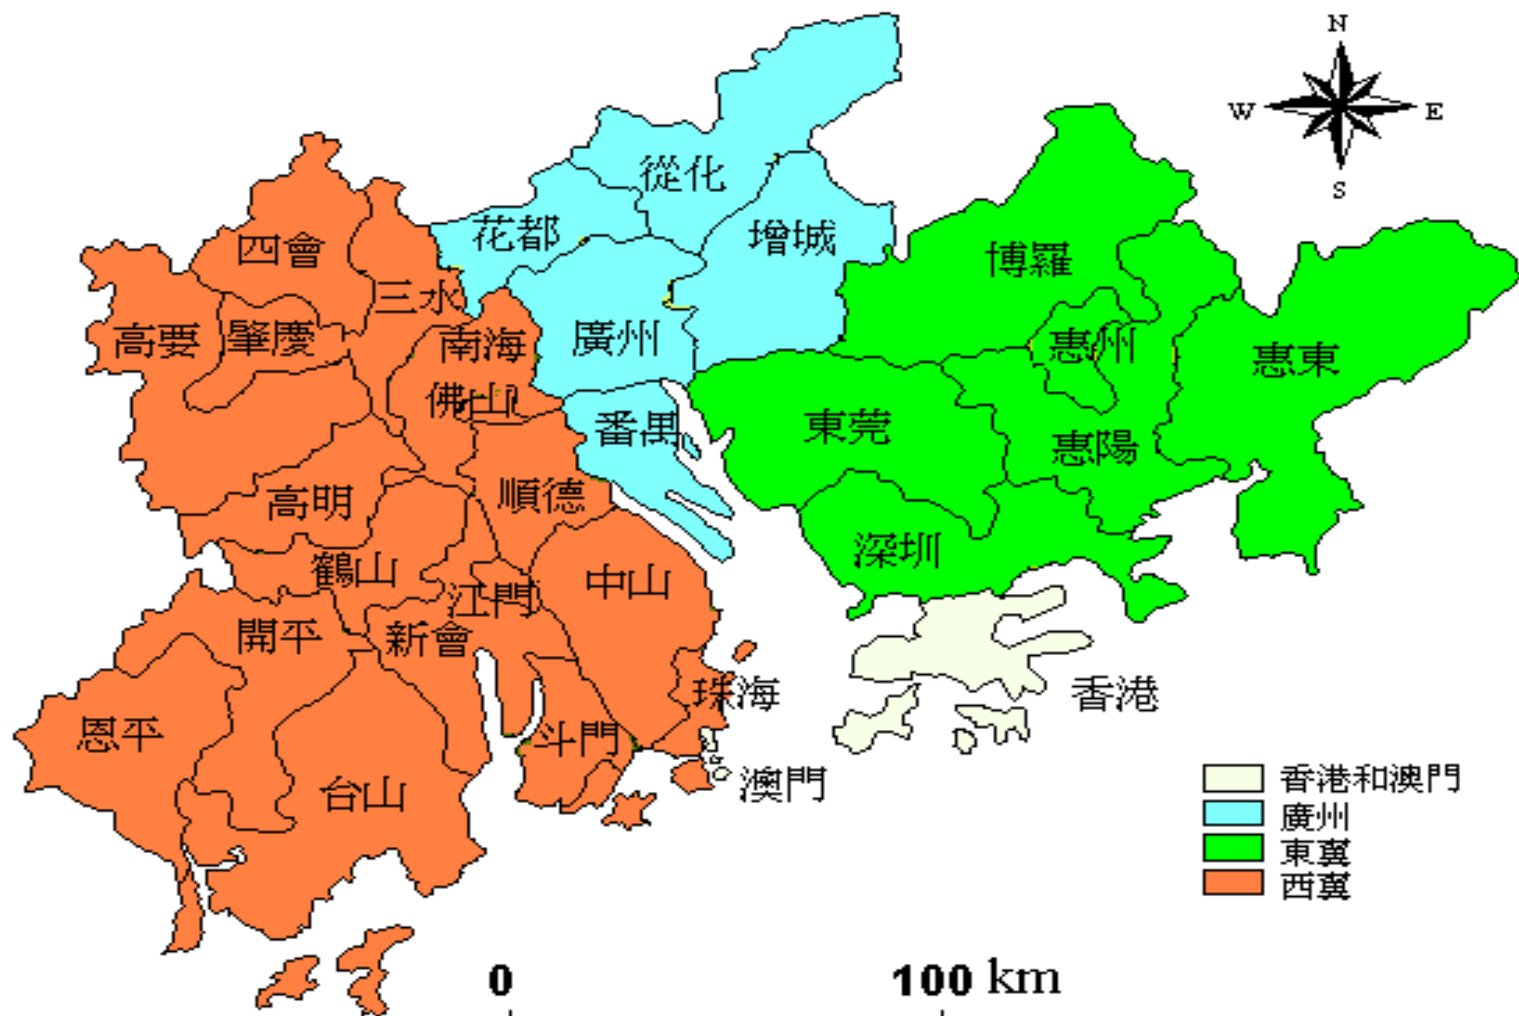 N
W
E
S
從化
花都
增城
四會
博羅
三水
高要
肇慶
南海
廣州
惠州
惠東
佛山
番禺
東莞
惠陽
高明
順德
深圳
鶴山
江門
中山
開平
新會
珠海
香港
恩平
斗門
台山
澳門
香港和澳門
廣州
東翼
西翼
0
100 km